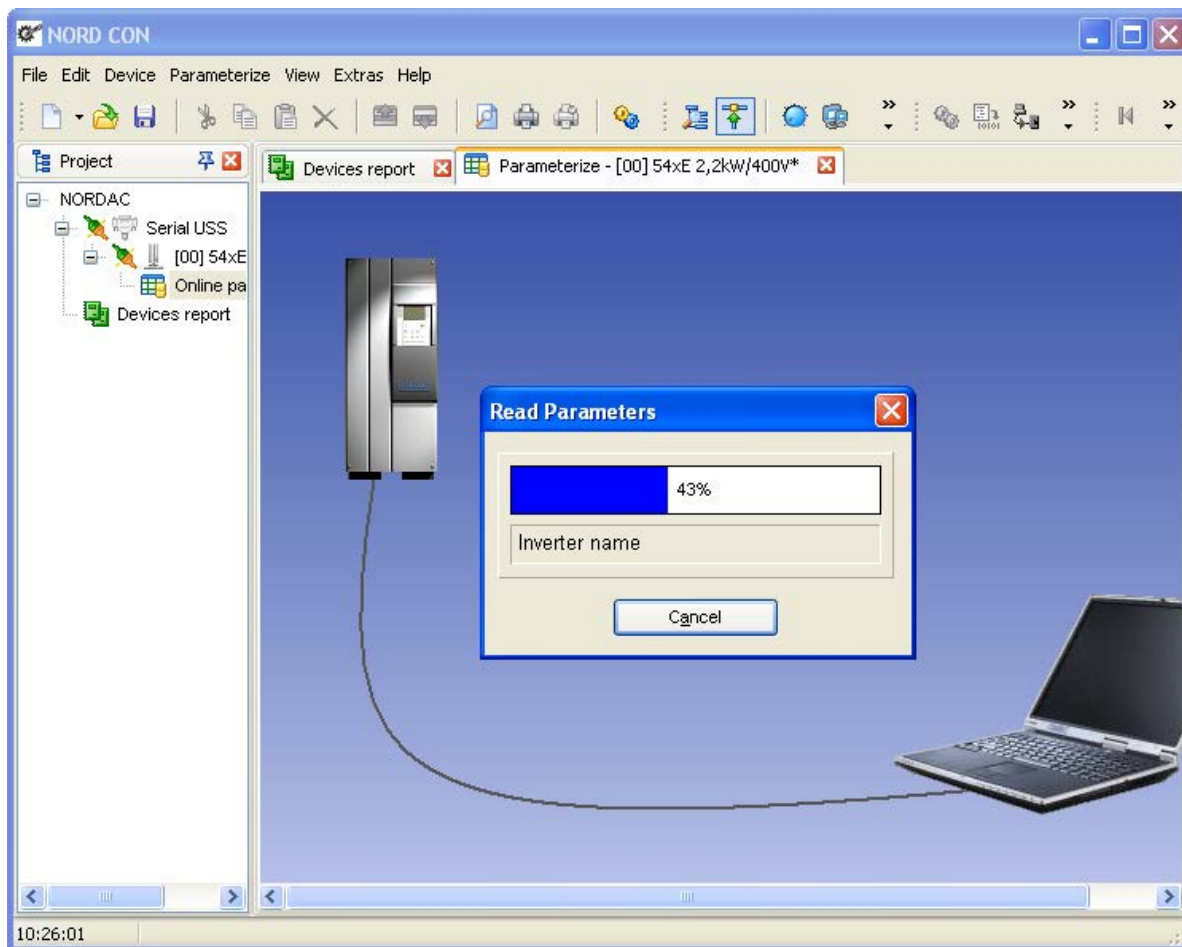 NORD CON
File Edit Device Parameterize View Extras Help
Project
Devices report
Parameterize - [00] 54xE 2,2kW/400V*
NORDAC
Serial USS
[00] 54xE
Online pa
Devices report
Read Parameters
43%
Inverter name
Cancel
10:26:01